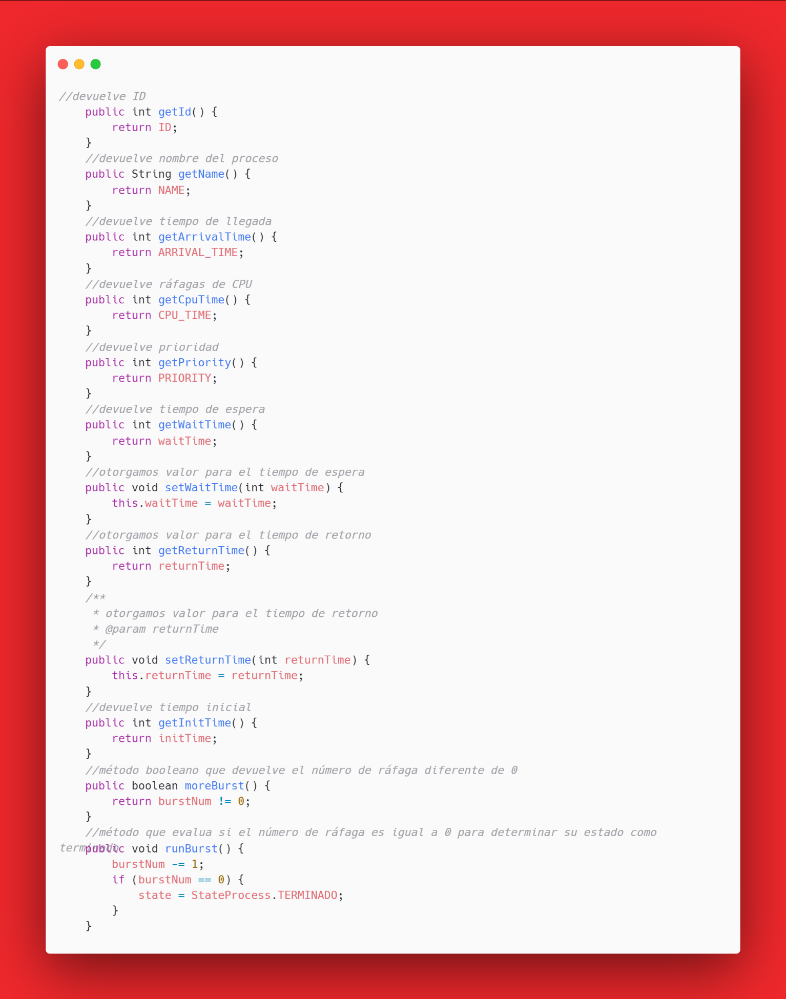 //devuelve ID
    public int getId() {
        return ID;
    }
    //devuelve nombre del proceso
    public String getName() {
        return NAME;
    }
    //devuelve tiempo de llegada
    public int getArrivalTime() {
        return ARRIVAL_TIME;
    }
    //devuelve ráfagas de CPU
    public int getCpuTime() {
        return CPU_TIME;
    }
    //devuelve prioridad
    public int getPriority() {
        return PRIORITY;
    }
    //devuelve tiempo de espera
    public int getWaitTime() {
        return waitTime;
    }
    //otorgamos valor para el tiempo de espera
    public void setWaitTime(int waitTime) {
        this.waitTime = waitTime;
    }
    //otorgamos valor para el tiempo de retorno
    public int getReturnTime() {
        return returnTime;
    }
    /**
     * otorgamos valor para el tiempo de retorno
     * @param returnTime
     */
    public void setReturnTime(int returnTime) {
        this.returnTime = returnTime;
    }
    //devuelve tiempo inicial
    public int getInitTime() {
        return initTime;
    }
    //método booleano que devuelve el número de ráfaga diferente de 0
    public boolean moreBurst() {
        return burstNum != 0;
    }
    //método que evalua si el número de ráfaga es igual a 0 para determinar su estado como
terminado
    public void runBurst() {
        burstNum -= 1;
        if (burstNum == 0) {
            state = StateProcess.TERMINADO;
        }
    }